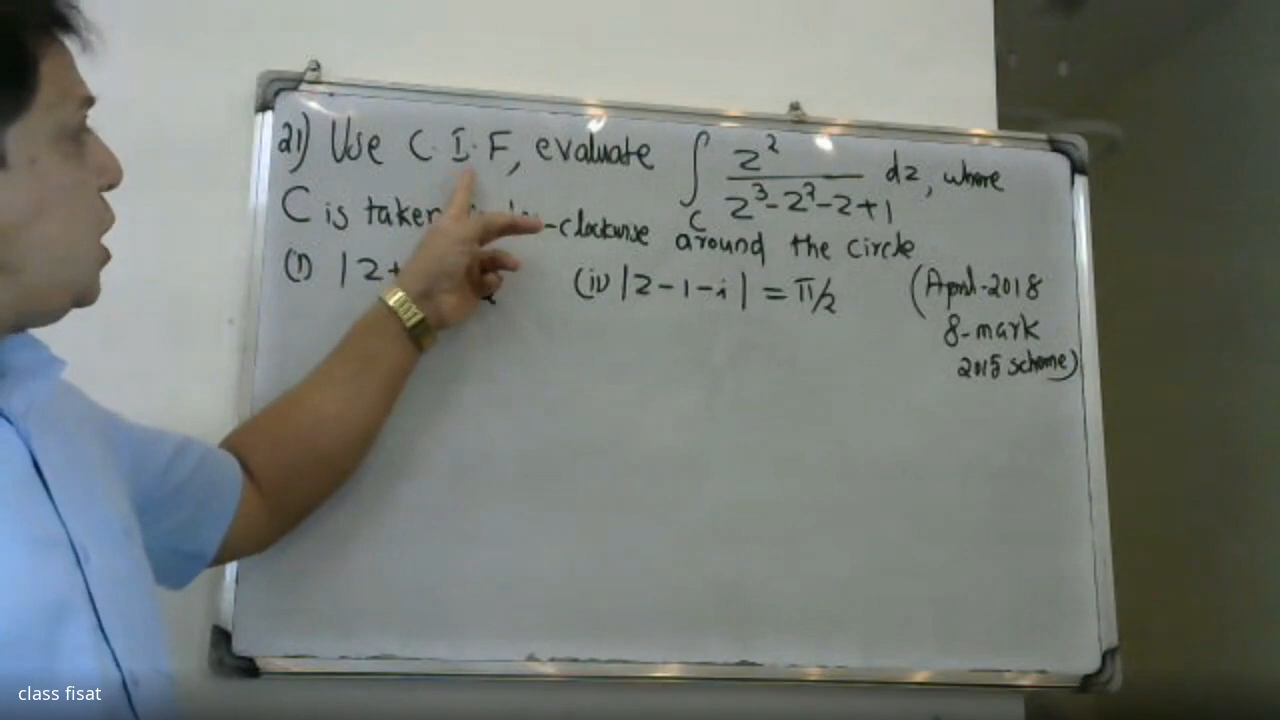 21) Use C.I.F, evaluate ∫_C z²/(z³-z²-z+1) dz, where
C is taken -clockwise around the circle
(i) |z+ (ii) |z-1-i| = π/2 (April-2018
8-mark
2015 scheme)
class fisat